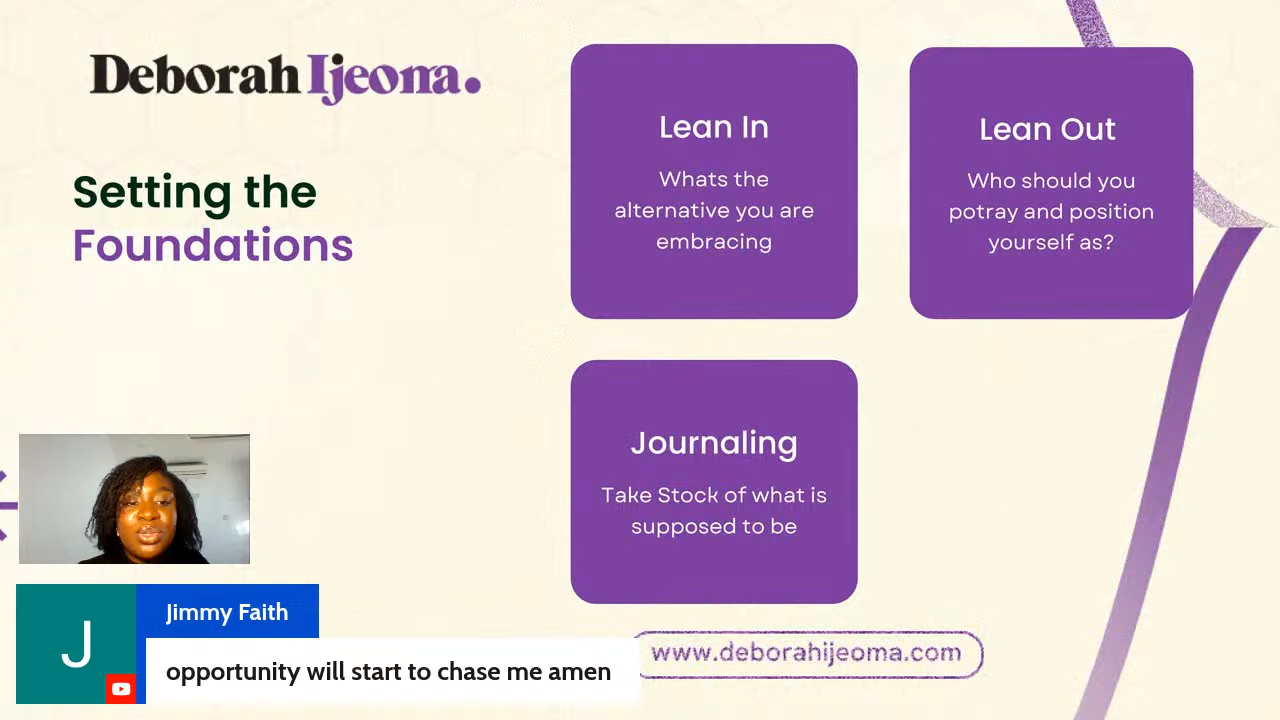 Deborah Ijeoma.
Setting the
Foundations
Lean In
Whats the
alternative you are
embracing
Lean Out
Who should you
potray and position
yourself as?
Journaling
Take Stock of what is
supposed to be
J
Jimmy Faith
opportunity will start to chase me amen
www.deborahijeoma.com